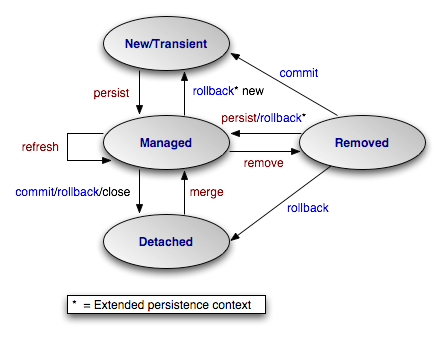 New/Transient
commit
persist
rollback* new
persist/rollback*
refresh
Managed
Removed
remove
commit/rollback/close
merge
rollback
Detached
* = Extended persistence context